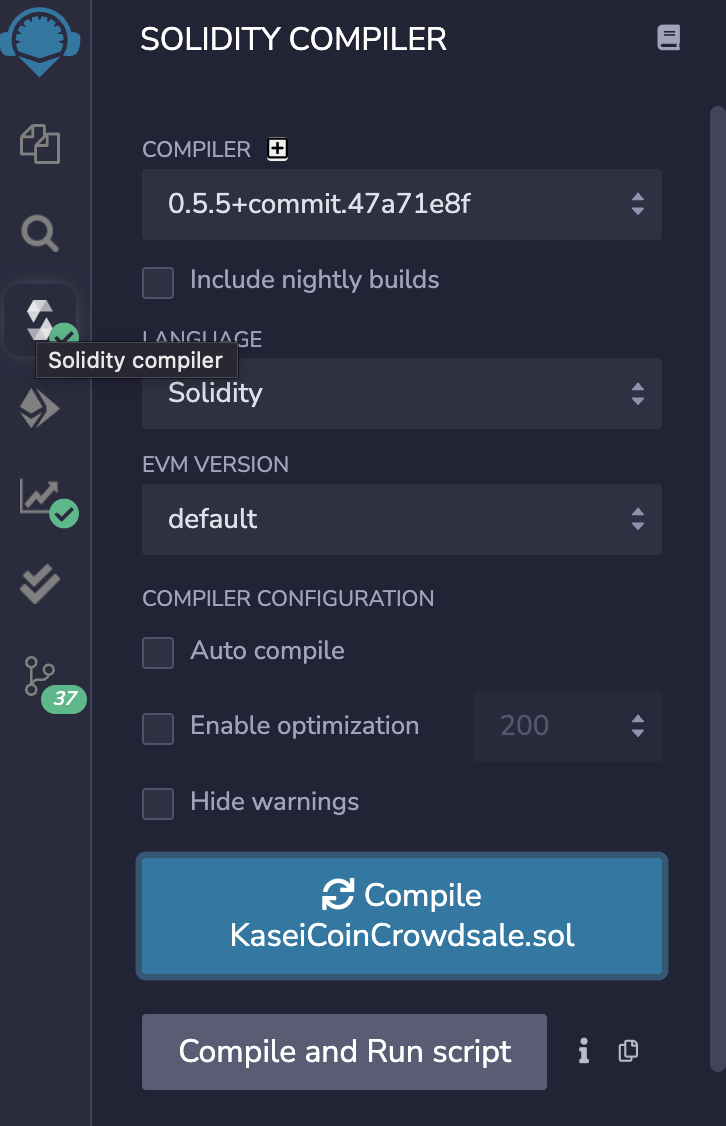 SOLIDITY COMPILER
COMPILER
0.5.5+commit.47a71e8f
Include nightly builds
LANGUAGE
Solidity compiler
Solidity
EVM VERSION
default
COMPILER CONFIGURATION
Auto compile
Enable optimization
200
Hide warnings
37
Compile
KaseiCoinCrowdsale.sol
Compile and Run script